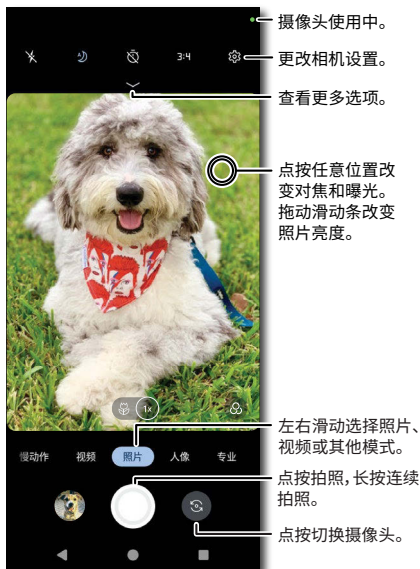 摄像头使用中。
3:4
更改相机设置。
查看更多选项。
点按任意位置改
变对焦和曝光。
拖动滑动条改变
照片亮度。
1x
左右滑动选择照片、
视频或其他模式。
慢动作 视频 照片 人像 专业
点按拍照，长按连续
拍照。
点按切换摄像头。